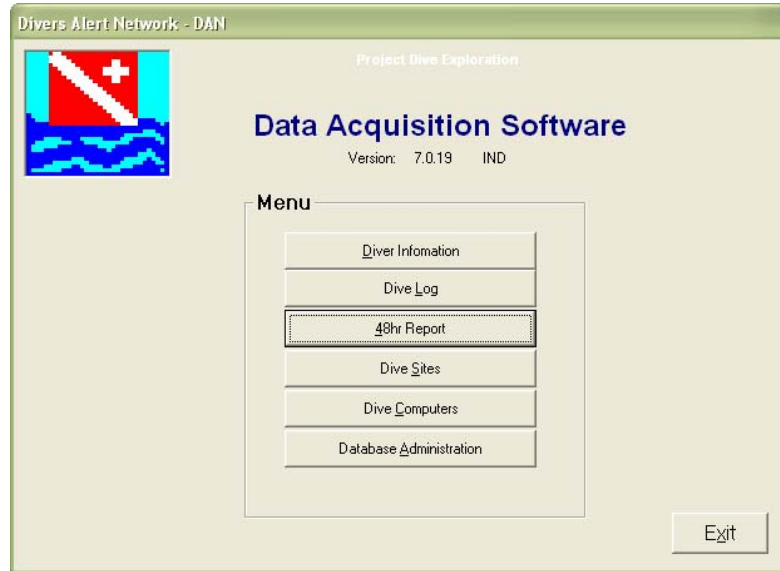 Divers Alert Network - DAN
Project Dive Exploration
Data Acquisition Software
Version: 7.0.19 IND
Menu
Diver Infomation
Dive Log
48hr Report
Dive Sites
Dive Computers
Database Administration
Exit